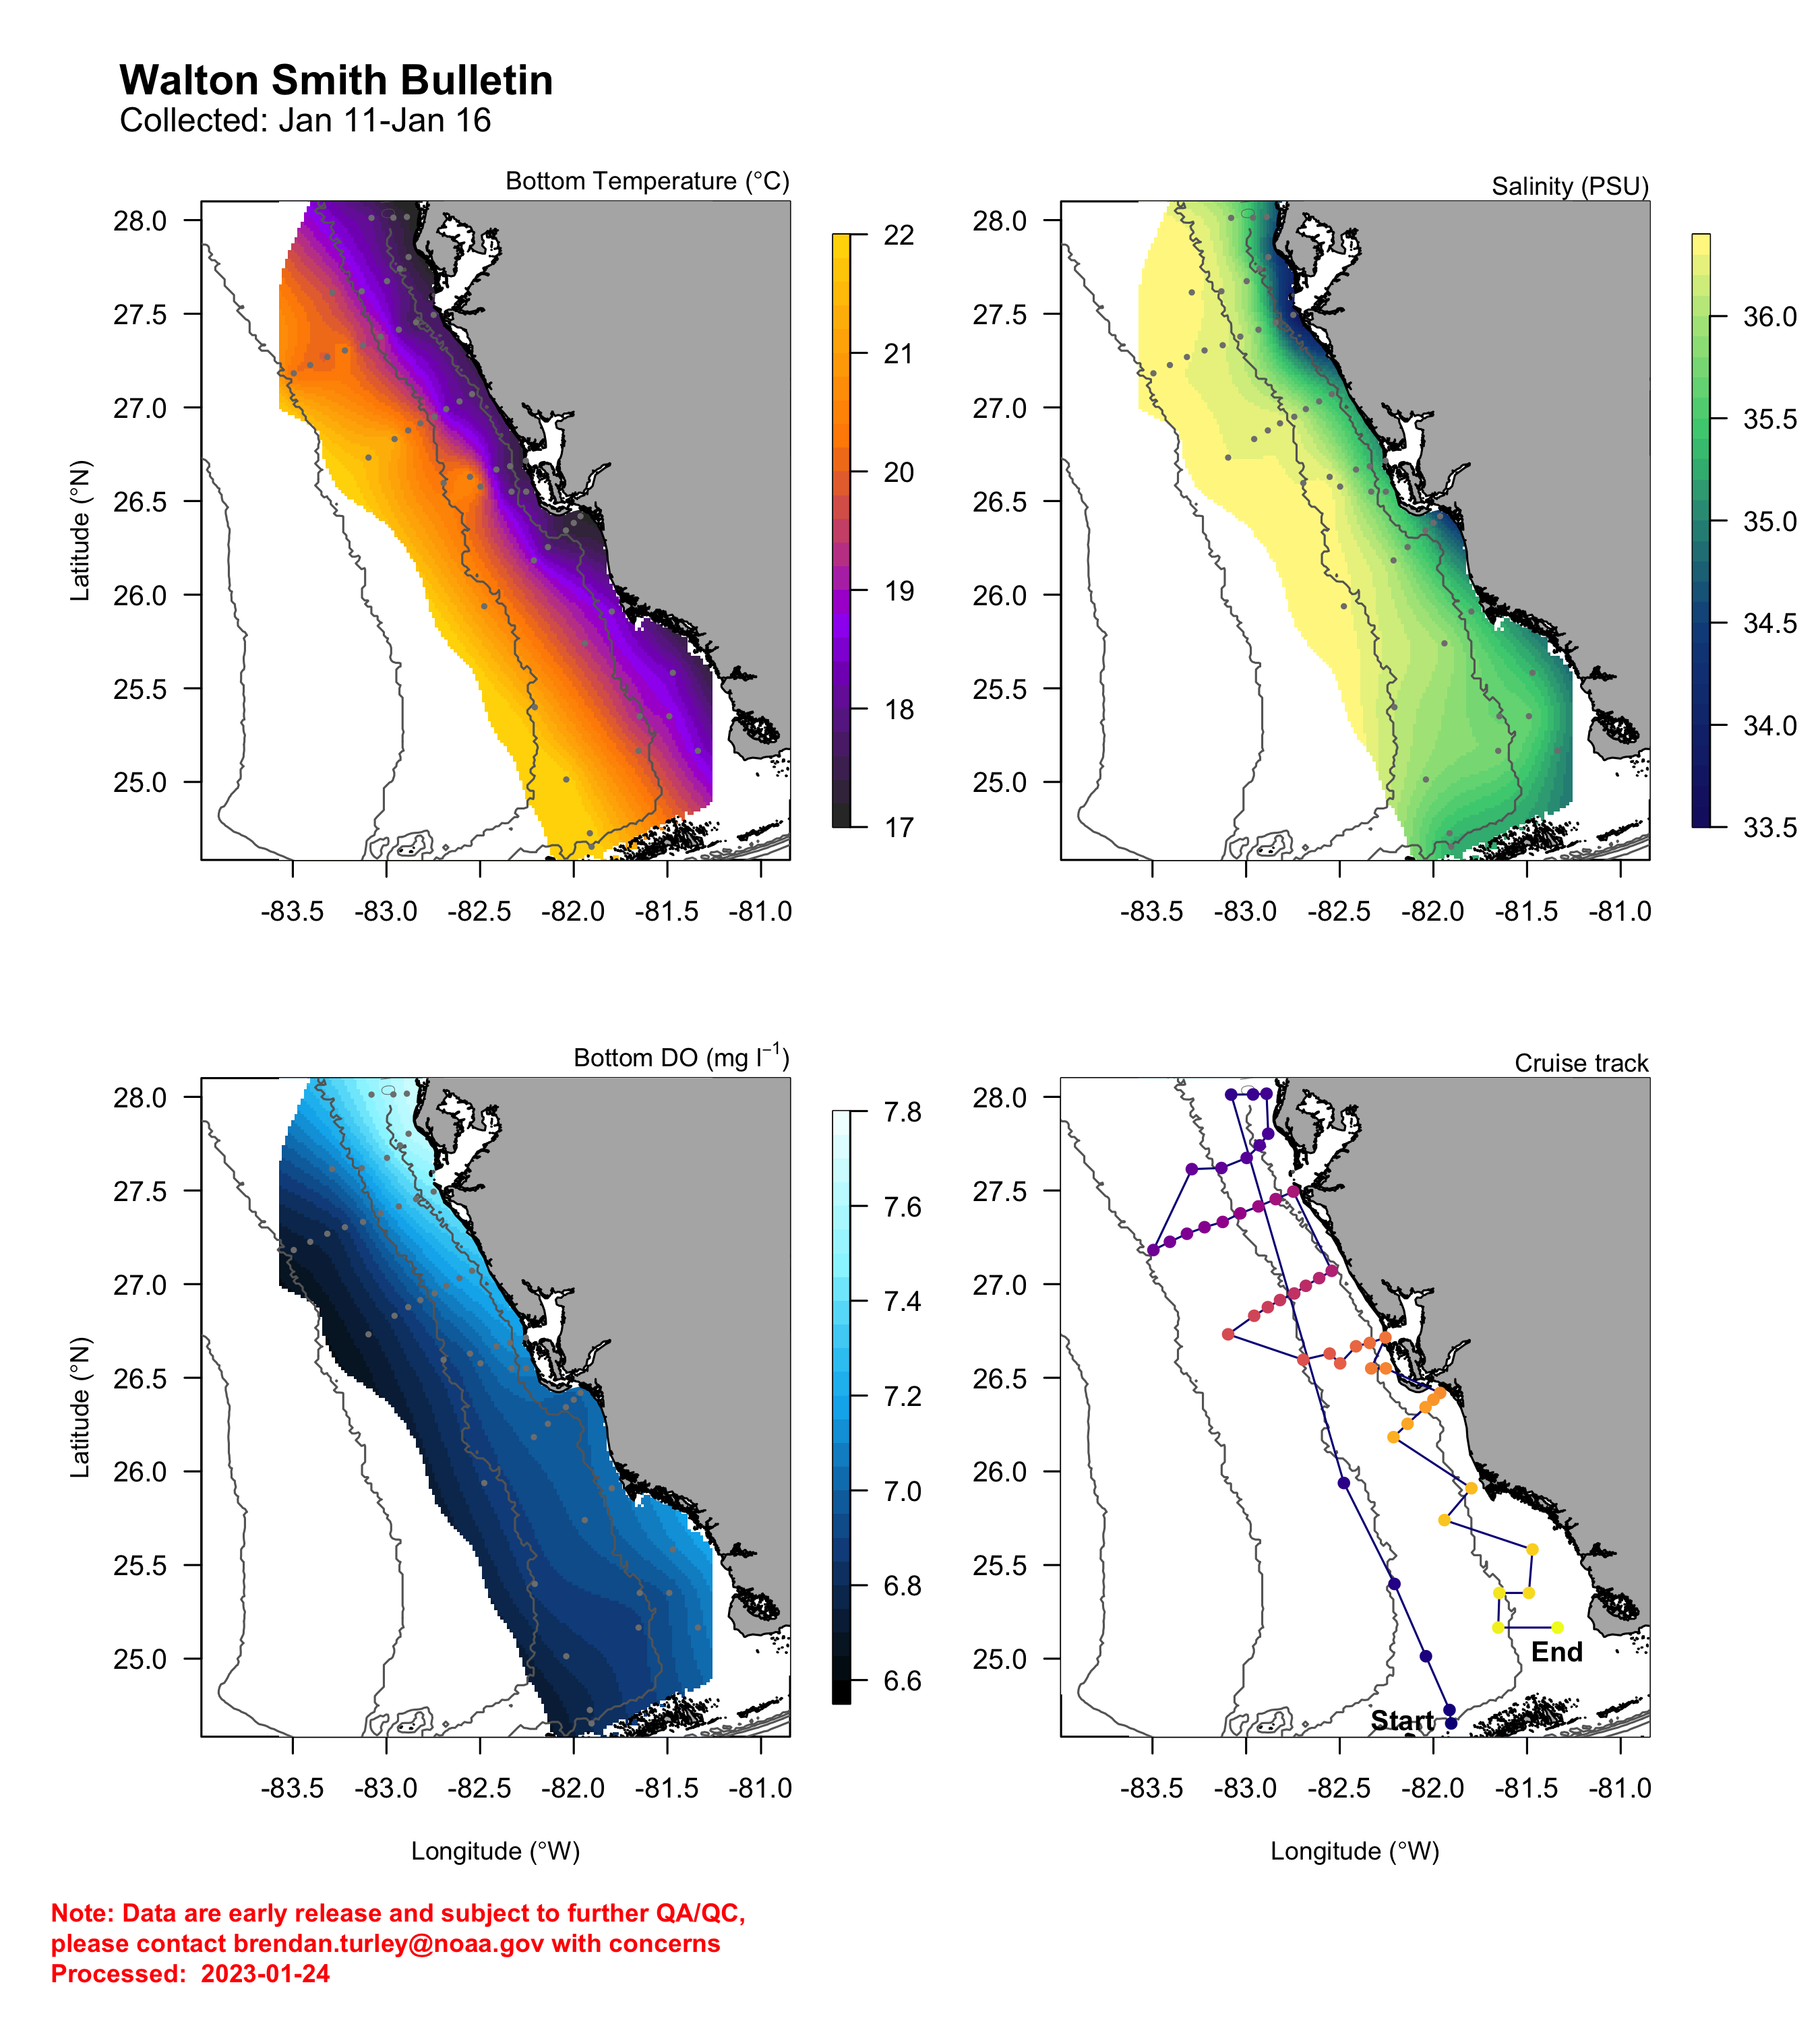 Walton Smith Bulletin
Collected: Jan 11-Jan 16
Bottom Temperature (°C)
28.0
27.5
27.0
26.5
26.0
25.5
25.0
Latitude (°N)
-83.5 -83.0 -82.5 -82.0 -81.5 -81.0
22
21
20
19
18
17
Salinity (PSU)
28.0
27.5
27.0
26.5
26.0
25.5
25.0
-83.5 -83.0 -82.5 -82.0 -81.5 -81.0
36.0
35.5
35.0
34.5
34.0
33.5
Bottom DO (mg l⁻¹)
28.0
27.5
27.0
26.5
26.0
25.5
25.0
Latitude (°N)
-83.5 -83.0 -82.5 -82.0 -81.5 -81.0
Longitude (°W)
7.8
7.6
7.4
7.2
7.0
6.8
6.6
Cruise track
28.0
27.5
27.0
26.5
26.0
25.5
25.0
End
Start
-83.5 -83.0 -82.5 -82.0 -81.5 -81.0
Longitude (°W)
Note: Data are early release and subject to further QA/QC,
please contact brendan.turley@noaa.gov with concerns
Processed: 2023-01-24